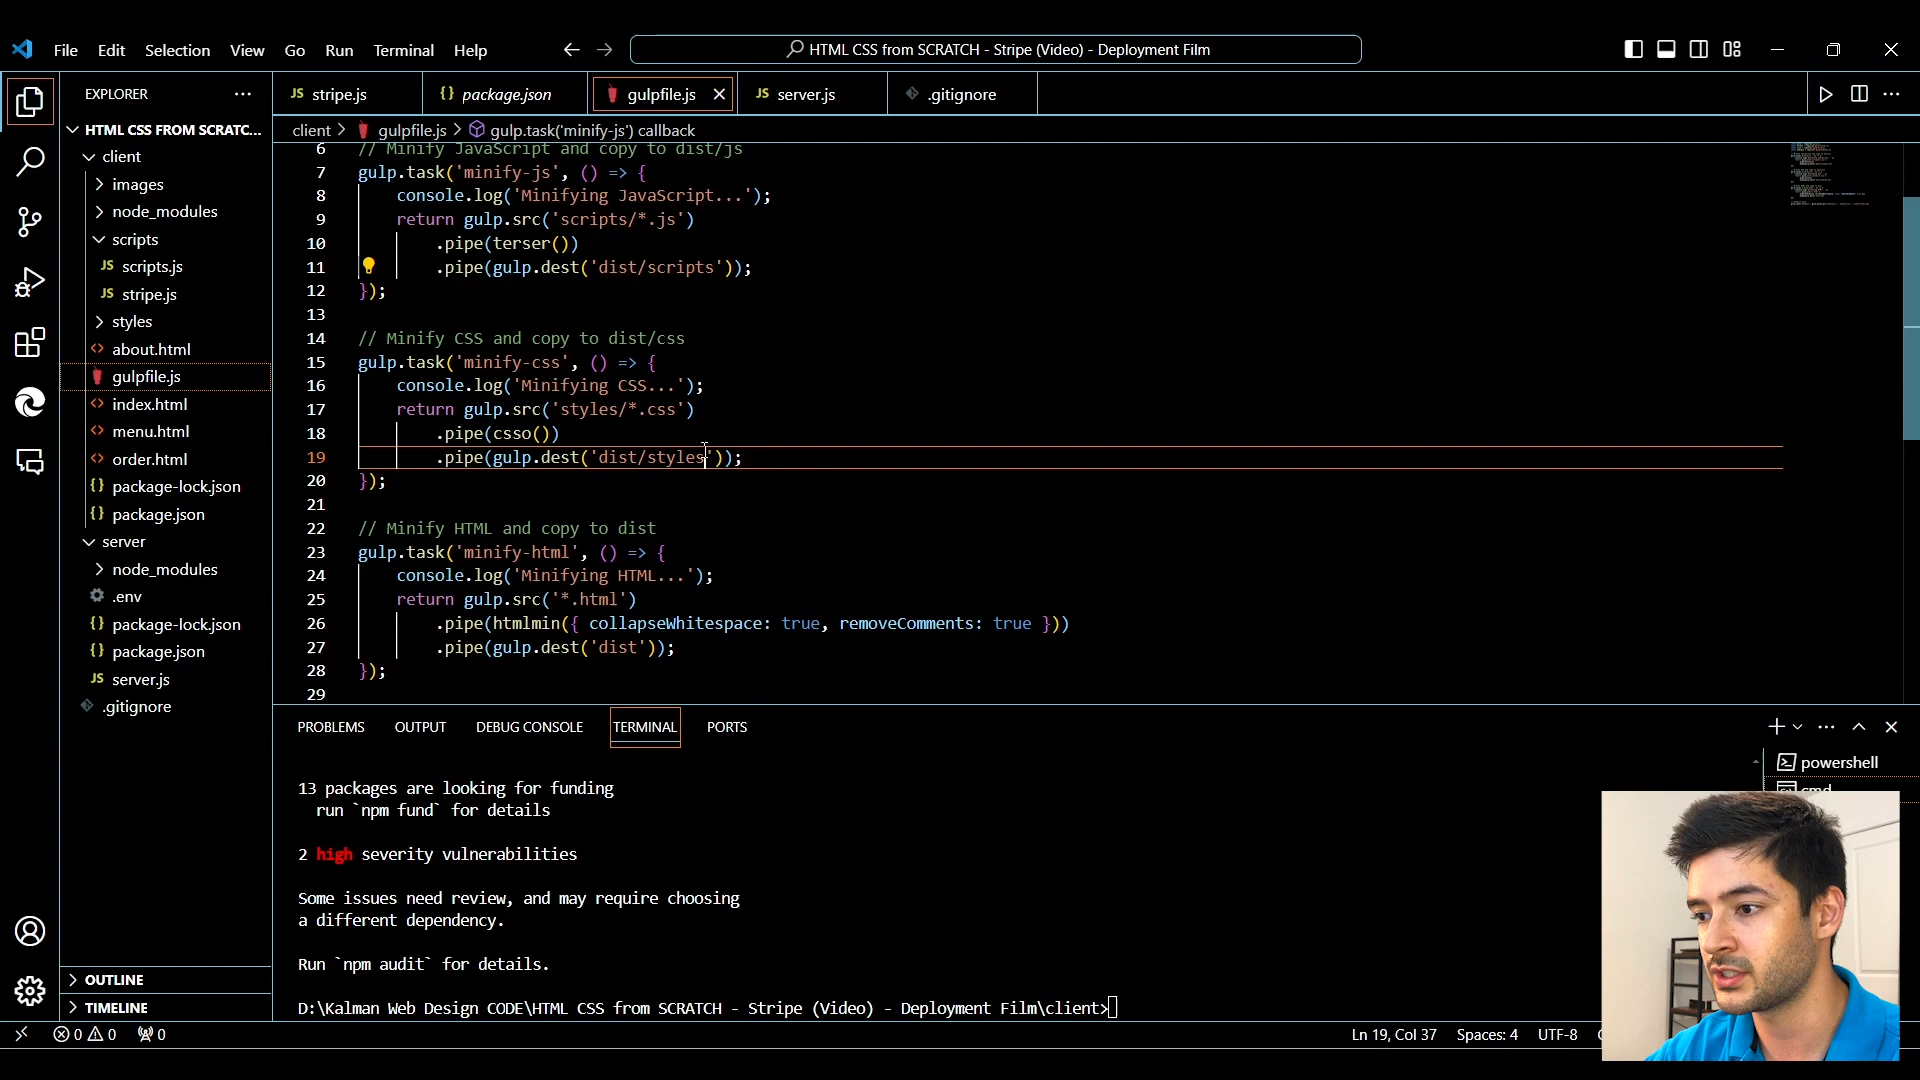 File Edit Selection View Go Run Terminal Help
HTML CSS from SCRATCH - Stripe (Video) - Deployment Film
EXPLORER
HTML CSS FROM SCRATC...
client
images
node_modules
scripts
JS scripts.js
JS stripe.js
styles
<> about.html
gulpfile.js
<> index.html
<> menu.html
<> order.html
{} package-lock.json
{} package.json
server
node_modules
.env
{} package-lock.json
{} package.json
JS server.js
.gitignore
OUTLINE
TIMELINE
JS stripe.js
{} package.json
gulpfile.js
JS server.js
.gitignore
client > gulpfile.js > gulp.task('minify-js') callback
6 // Minify JavaScript and copy to dist/js
7 gulp.task('minify-js', () => {
8 console.log('Minifying JavaScript...');
9 return gulp.src('scripts/*.js')
10 .pipe(terser())
11 .pipe(gulp.dest('dist/scripts'));
12 });
13
14 // Minify CSS and copy to dist/css
15 gulp.task('minify-css', () => {
16 console.log('Minifying CSS...');
17 return gulp.src('styles/*.css')
18 .pipe(csso())
19 .pipe(gulp.dest('dist/styles'));
20 });
21
22 // Minify HTML and copy to dist
23 gulp.task('minify-html', () => {
24 console.log('Minifying HTML...');
25 return gulp.src('*.html')
26 .pipe(htmlmin({ collapseWhitespace: true, removeComments: true }))
27 .pipe(gulp.dest('dist'));
28 });
29
PROBLEMS OUTPUT DEBUG CONSOLE TERMINAL PORTS
powershell
cmd
13 packages are looking for funding
run `npm fund` for details
2 high severity vulnerabilities
Some issues need review, and may require choosing
a different dependency.
Run `npm audit` for details.
D:\Kalman Web Design CODE\HTML CSS from SCRATCH - Stripe (Video) - Deployment Film\client>
0 0 0
Ln 19, Col 37 Spaces: 4 UTF-8